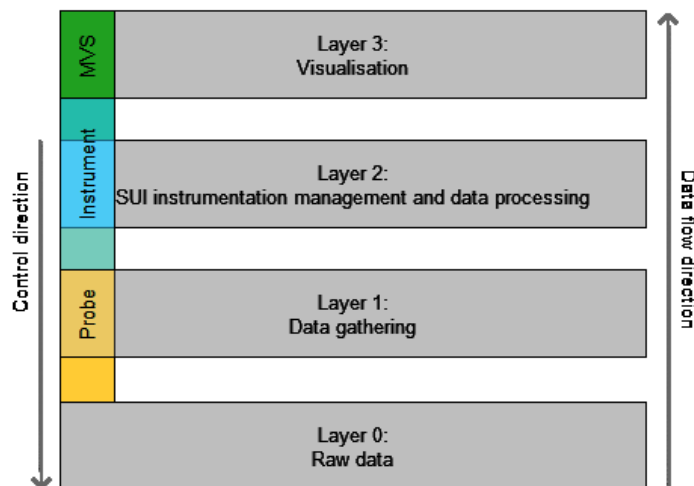 MVS
Layer 3:
Visualisation
Instrument
Layer 2:
SUI instrumentation management and data processing
Probe
Layer 1:
Data gathering
Layer 0:
Raw data
Control direction
Data flow direction